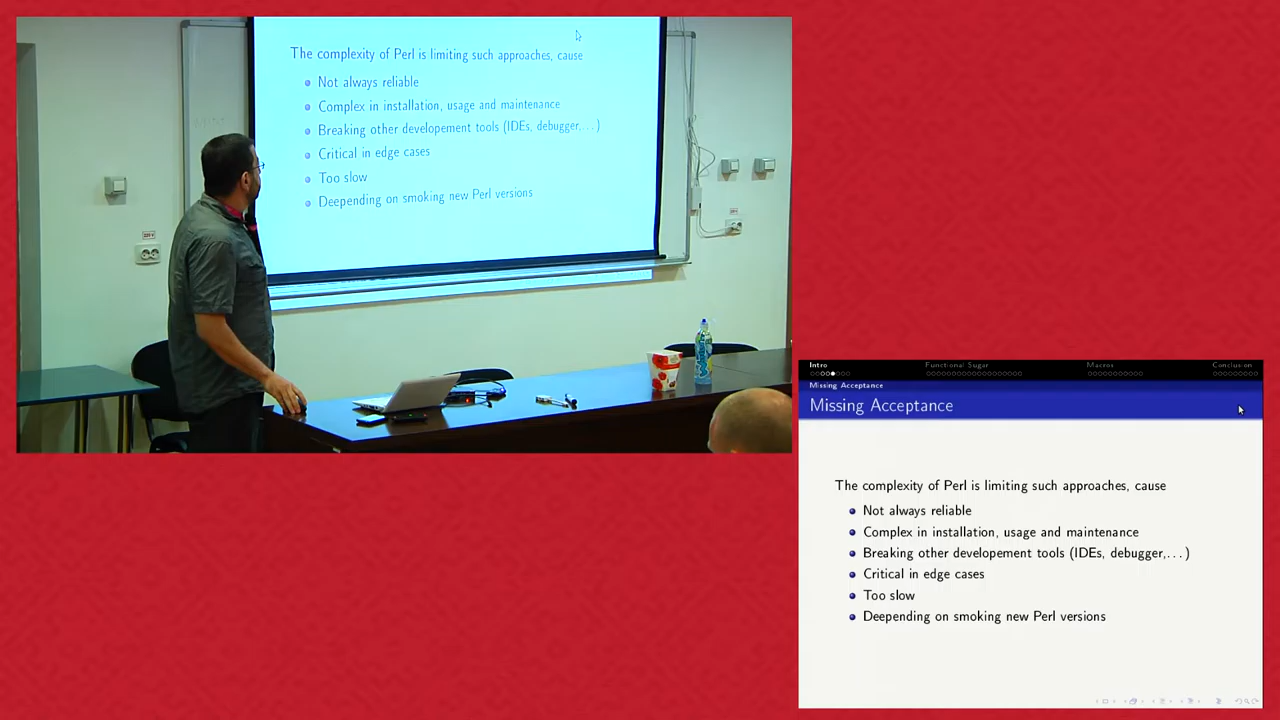 The complexity of Perl is limiting such approaches, cause
Not always reliable
Complex in installation, usage and maintenance
Breaking other developement tools (IDEs, debugger,...)
Critical in edge cases
Too slow
Deepending on smoking new Perl versions
Intro
Functional Sugar
Macros
Conclusion
Missing Acceptance
Missing Acceptance
The complexity of Perl is limiting such approaches, cause
Not always reliable
Complex in installation, usage and maintenance
Breaking other developement tools (IDEs, debugger,...)
Critical in edge cases
Too slow
Deepending on smoking new Perl versions